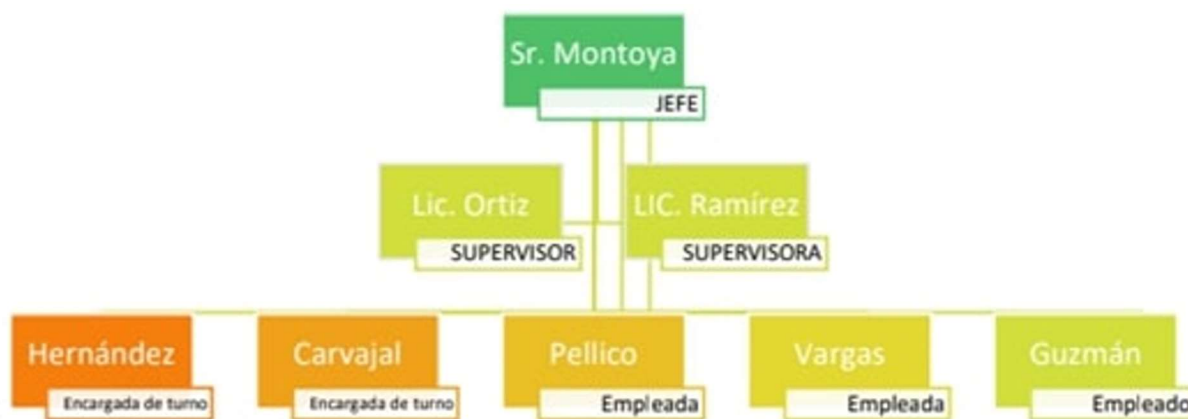 Sr. Montoya
JEFE
Lic. Ortiz
SUPERVISOR
LIC. Ramírez
SUPERVISORA
Hernández
Encargada de turno
Carvajal
Encargada de turno
Pellico
Empleada
Vargas
Empleada
Guzmán
Empleado